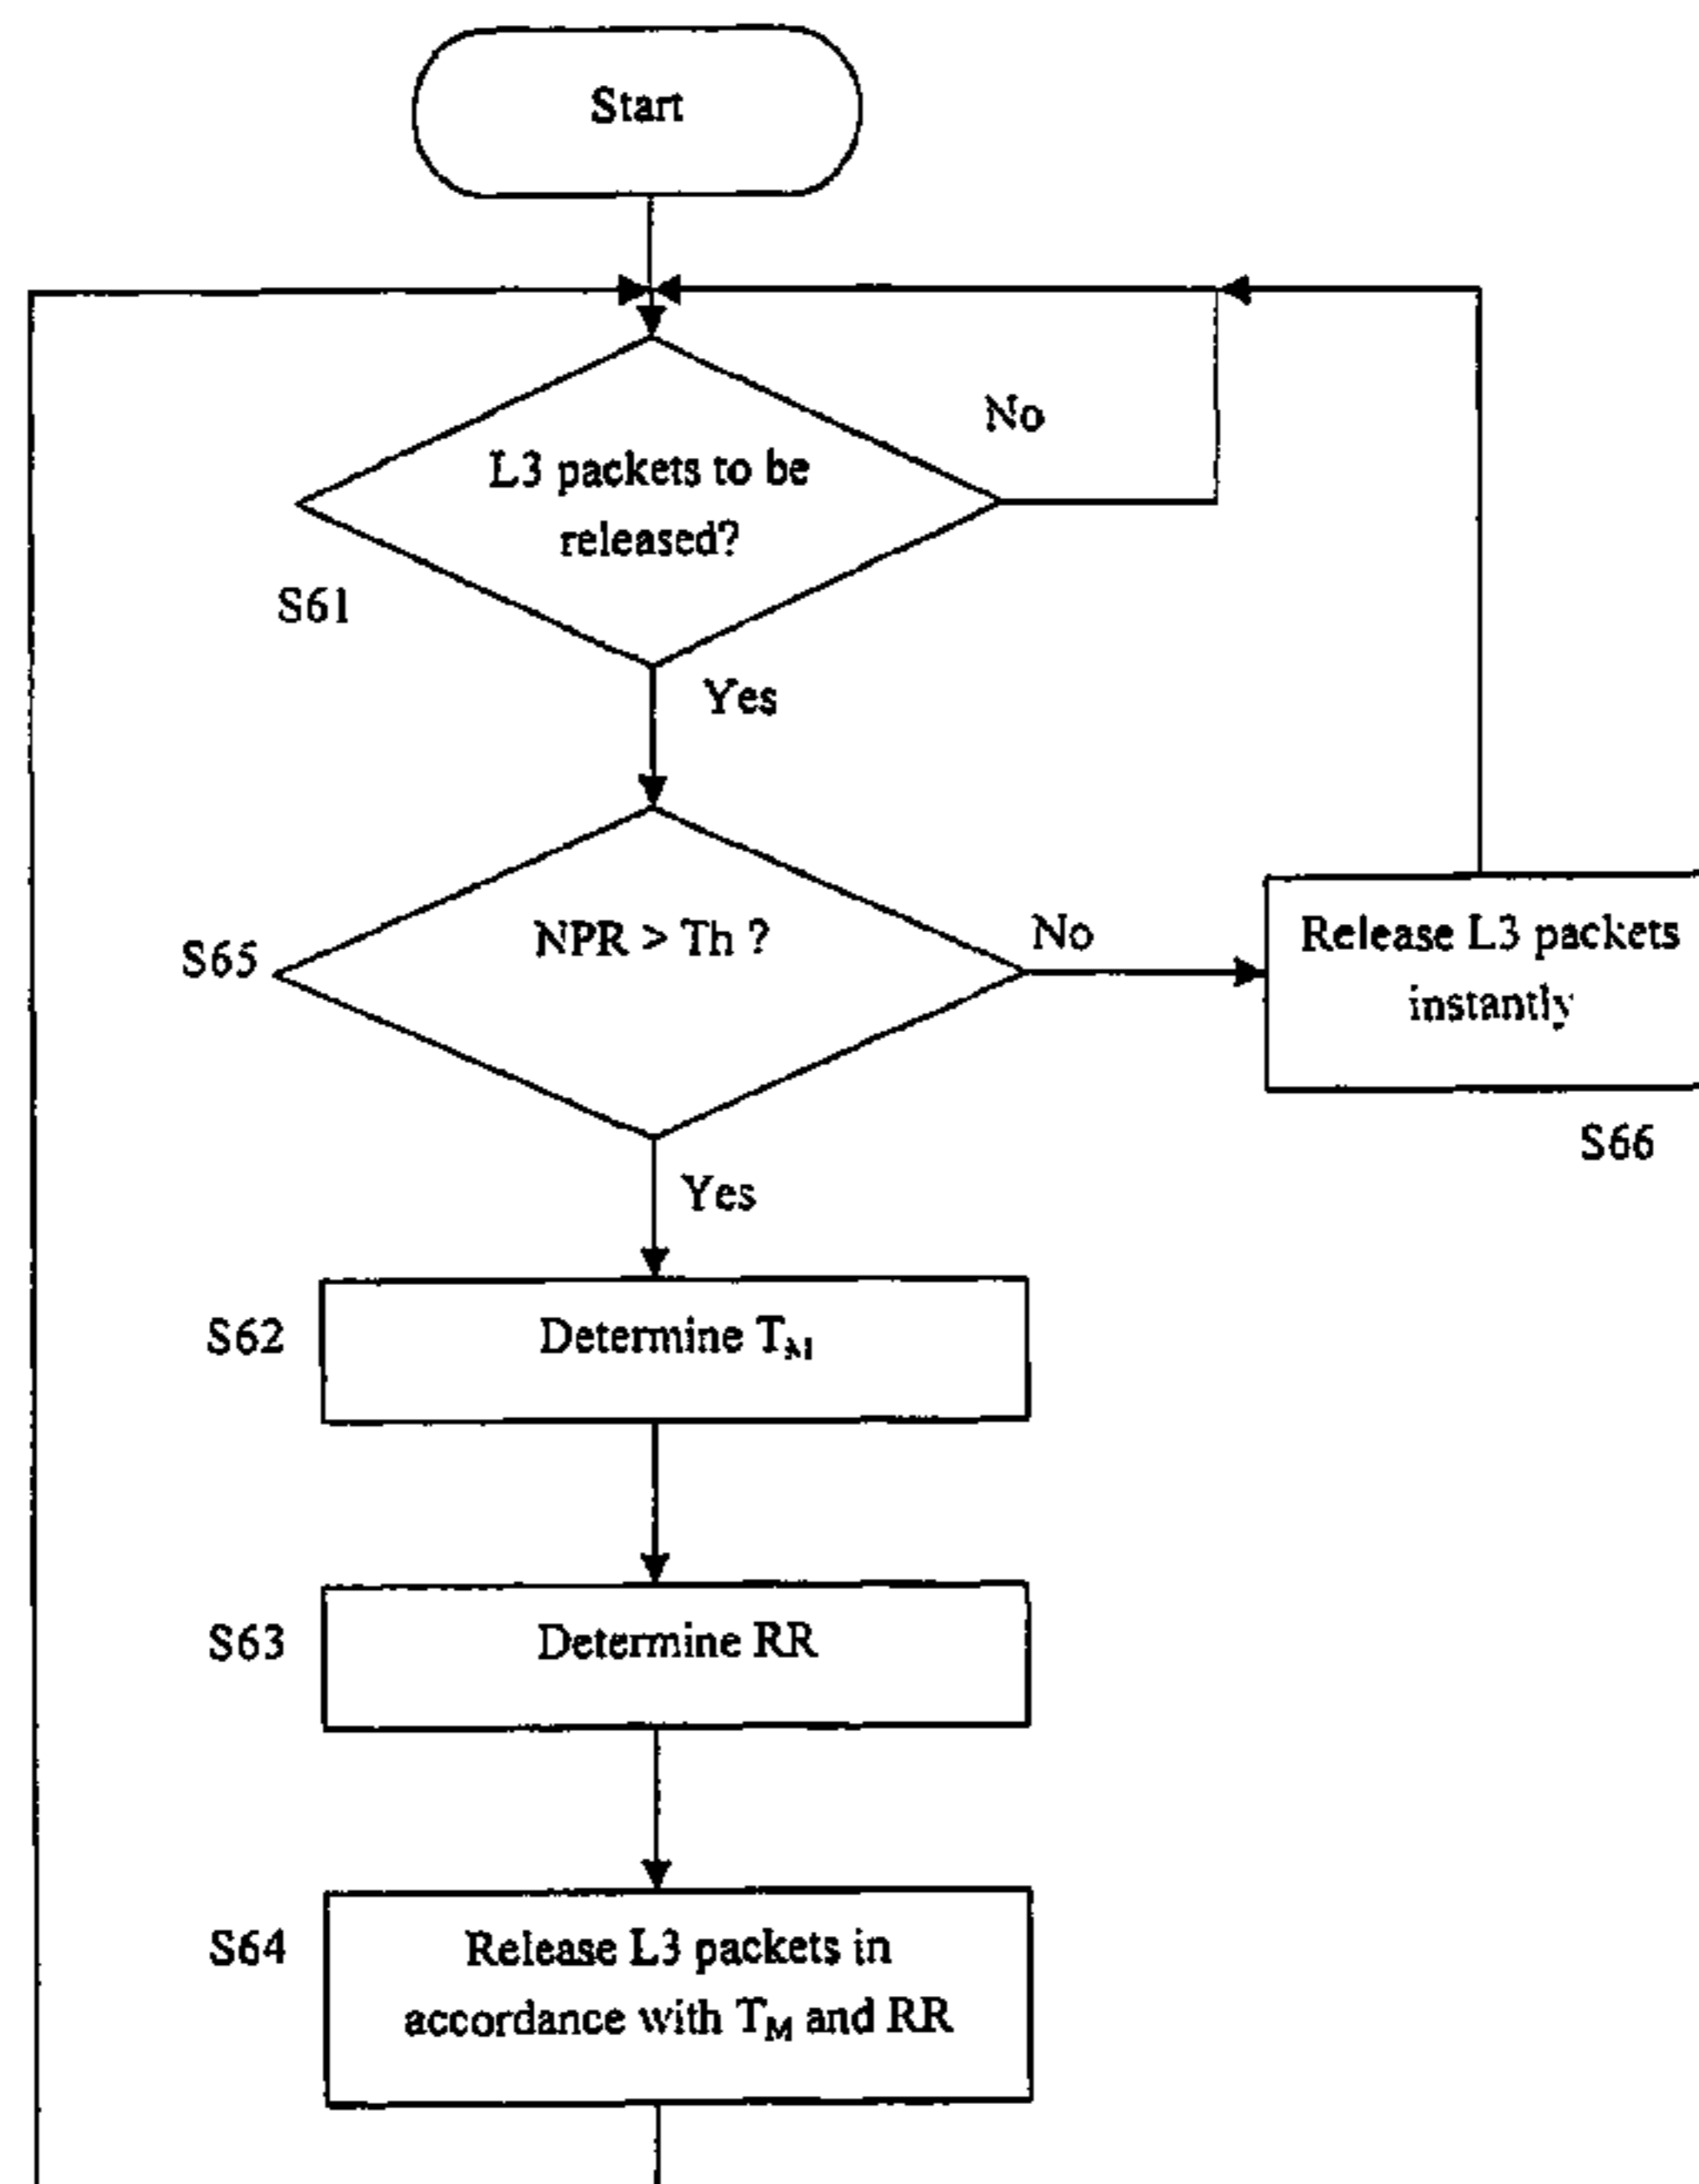 Start
No
L3 packets to be
released?
S61
Yes
S65
NPR > Th ?
No
Release L3 packets
instantly
S66
Yes
S62
Determine T_M
S63
Determine RR
S64
Release L3 packets in
accordance with T_M and RR